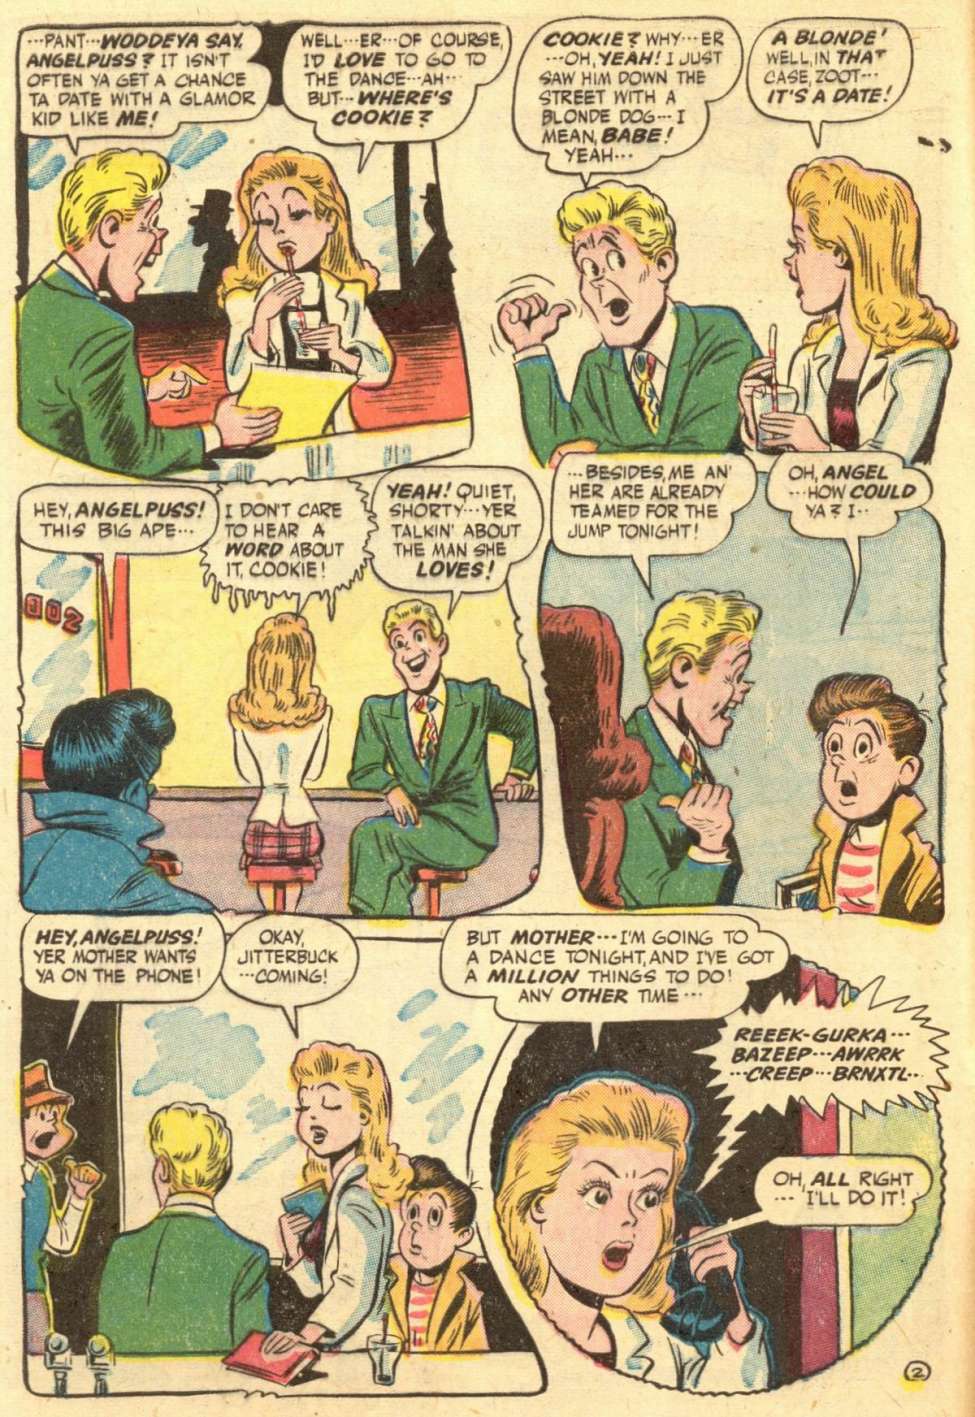 ···PANT···WODDEYA SAY,
ANGELPUSS? IT ISN'T
OFTEN YA GET A CHANCE
TA DATE WITH A GLAMOR
KID LIKE ME!
WELL···ER···OF COURSE,
I'D LOVE TO GO TO
THE DANCE···AH···
BUT···WHERE'S
COOKIE?
COOKIE? WHY···ER
···OH, YEAH! I JUST
SAW HIM DOWN THE
STREET WITH A
BLONDE DOG···I
MEAN, BABE!
YEAH···
A BLONDE!
WELL, IN THAT
CASE, ZOOT···
IT'S A DATE!
HEY, ANGELPUSS!
THIS BIG APE···
I DON'T CARE
TO HEAR A
WORD ABOUT
IT, COOKIE!
YEAH! QUIET,
SHORTY···YER
TALKIN' ABOUT
THE MAN SHE
LOVES!
···BESIDES, ME AN'
HER ARE ALREADY
TEAMED FOR THE
JUMP TONIGHT!
OH, ANGEL
···HOW COULD
YA? I··
HEY, ANGELPUSS!
YER MOTHER WANTS
YA ON THE PHONE!
OKAY,
JITTERBUCK
···COMING!
BUT MOTHER···I'M GOING TO
A DANCE TONIGHT, AND I'VE GOT
A MILLION THINGS TO DO!
ANY OTHER TIME···
REEEK-GURKA···
BAZEEP···AWRRK
···CREEP···BRNXTL··
OH, ALL RIGHT
···I'LL DO IT!
2